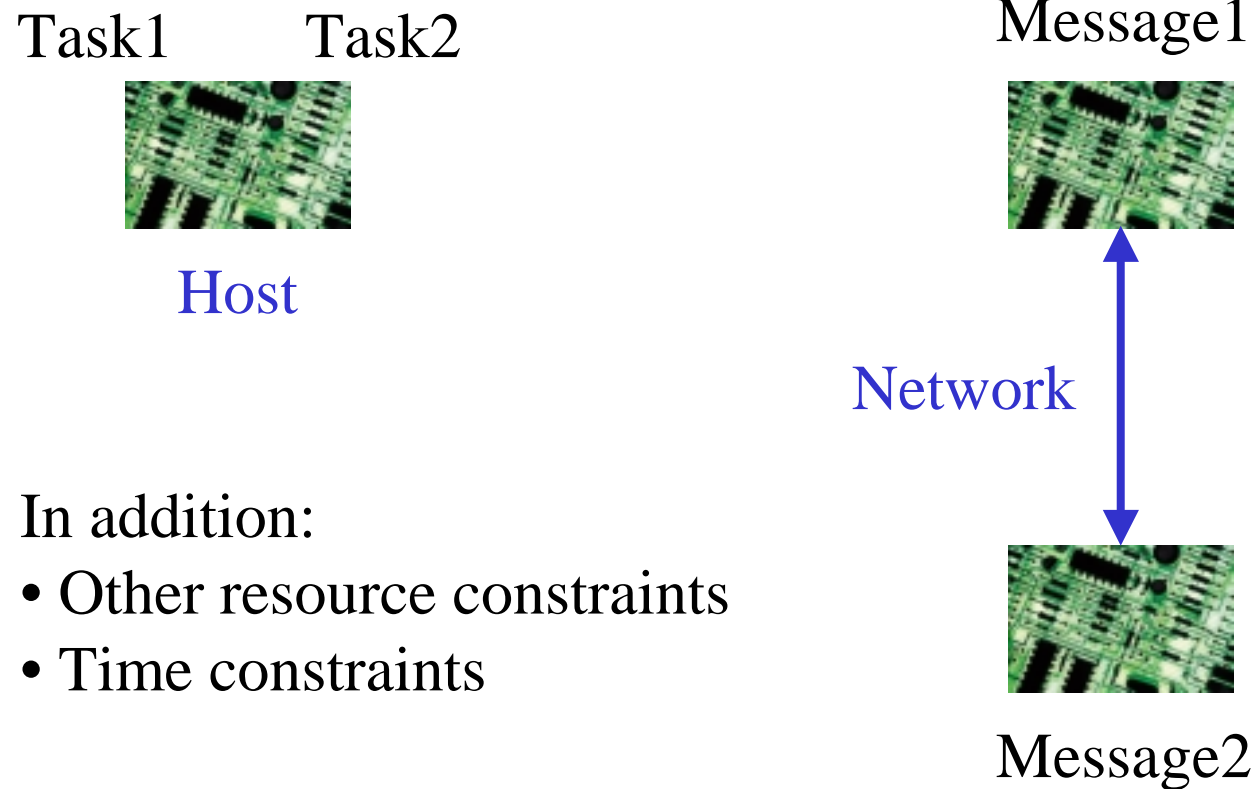 Task1 Task2
Message1
Host
Network
In addition:
• Other resource constraints
• Time constraints
Message2